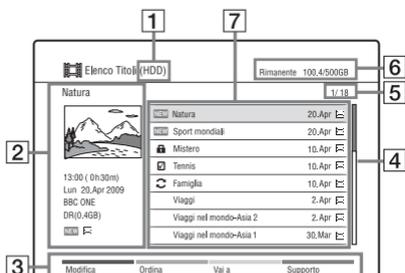 1
7
Elenco Titoli (HDD)
Rimanente 100.4/500GB
6
1/ 18
5
Natura
2
13:00 ( 0h30m)
Lun 20.Apr 2009
BBC ONE
DR(0.4GB)
NEW
NEW Natura 20.Apr
NEW Sport mondiali 20.Apr
Mistero 10.Apr
Tennis 10.Apr
Famiglia 10.Apr
Viaggi 2.Apr
Viaggi nel mondo-Asia 2 2.Apr
Viaggi nel mondo-Asia 1 30.Mar
4
3
Modifica Ordina Vai a Supporto